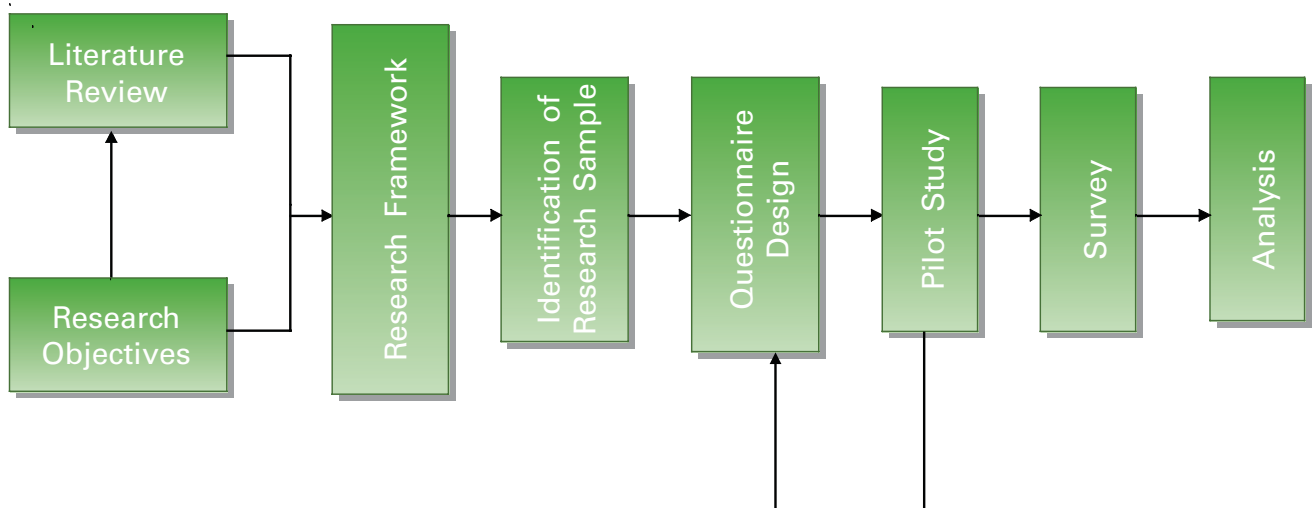 Literature
Review
Research
Objectives
Research Framework
Identification of
Research Sample
Questionnaire
Design
Pilot Study
Survey
Analysis